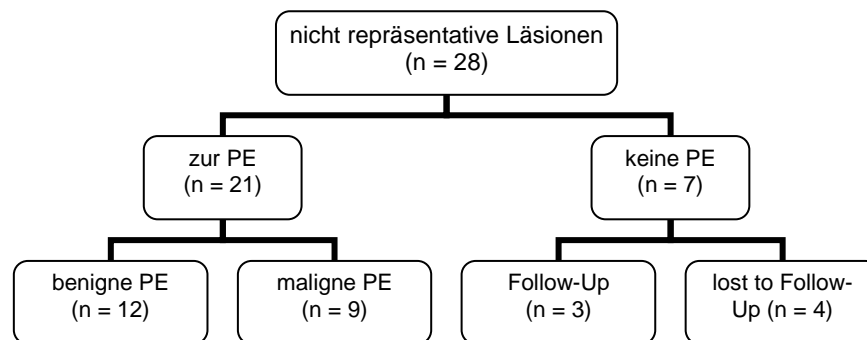 nicht repräsentative Läsionen
(n = 28)
zur PE
(n = 21)
keine PE
(n = 7)
benigne PE
(n = 12)
maligne PE
(n = 9)
Follow-Up
(n = 3)
lost to Follow-
Up (n = 4)